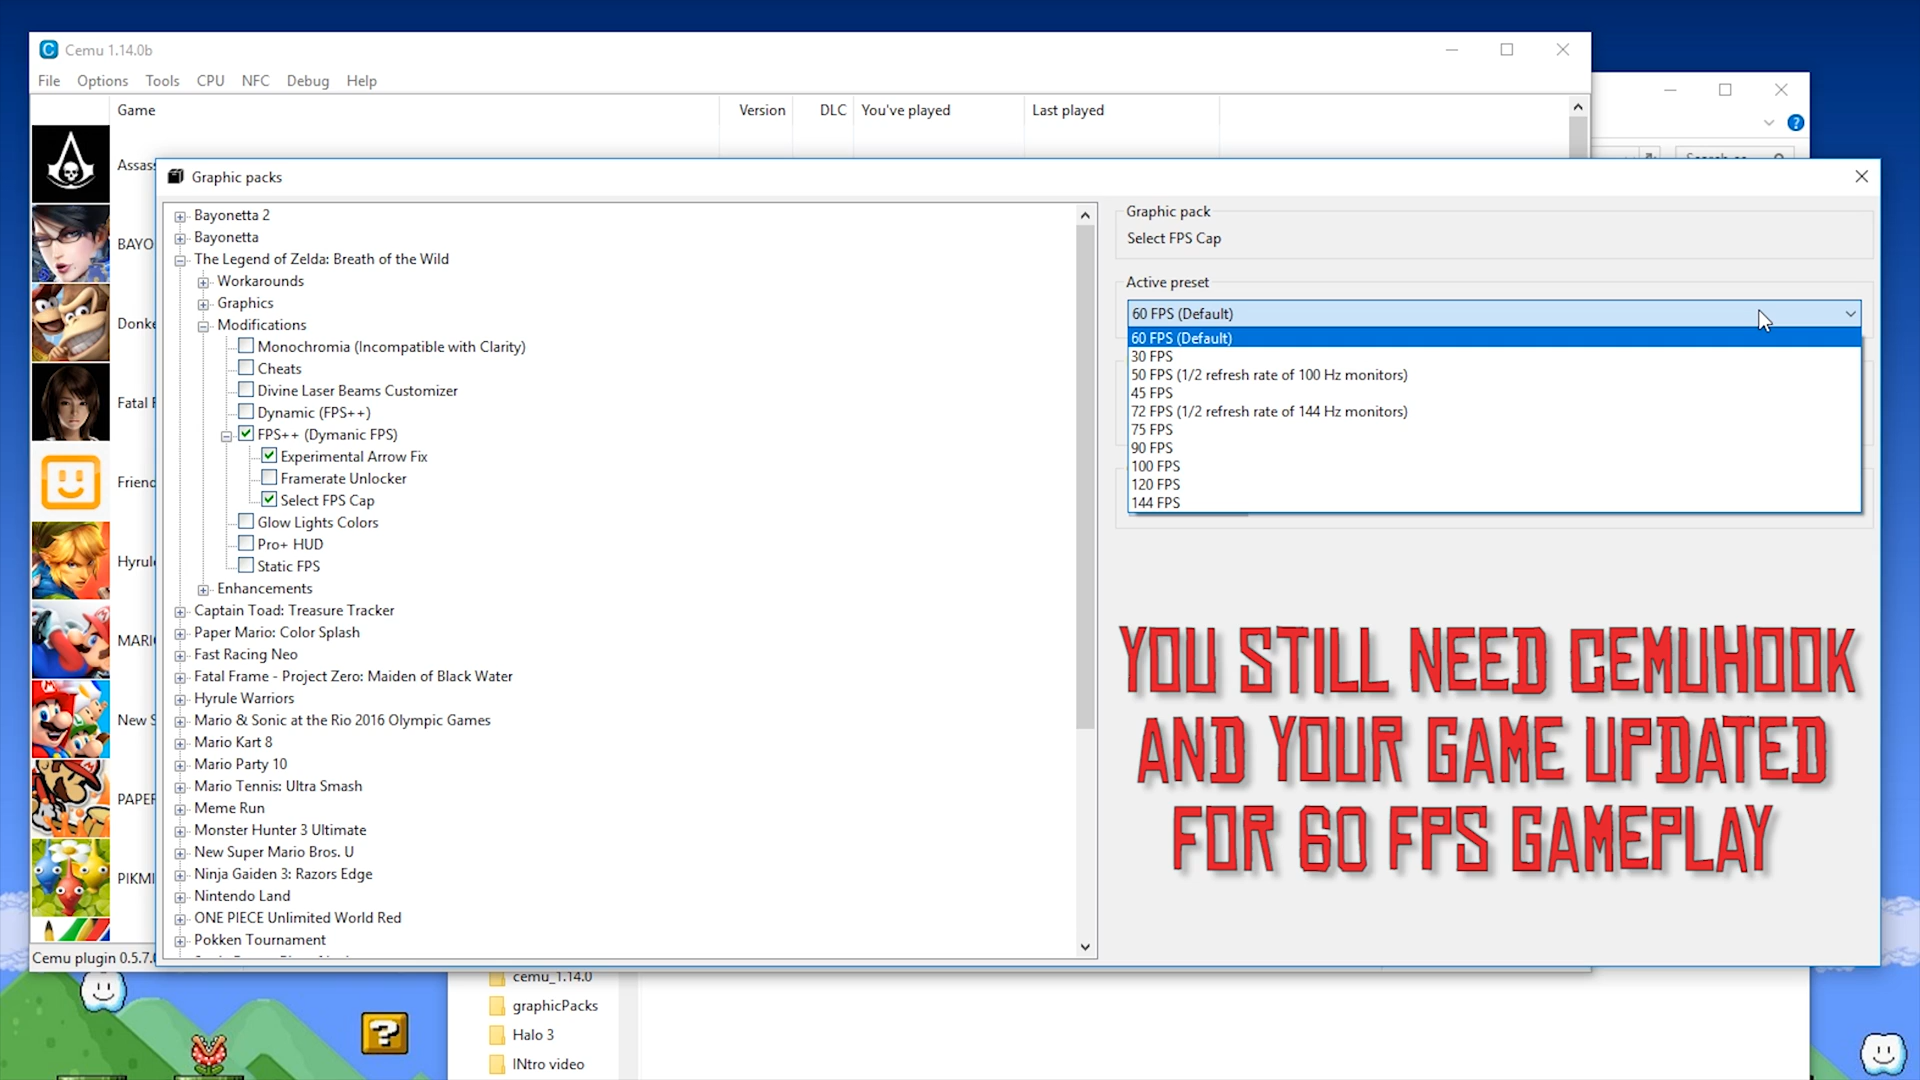 Cemu 1.14.0b
File Options Tools CPU NFC Debug Help
Game Version DLC You've played Last played
Assas
BAYO
Donke
Fatal F
Friend
Hyrule
MARI
New S
PAPER
PIKMI
Cemu plugin 0.5.7.
Graphic packs
Bayonetta 2
Bayonetta
The Legend of Zelda: Breath of the Wild
Workarounds
Graphics
Modifications
Monochromia (Incompatible with Clarity)
Cheats
Divine Laser Beams Customizer
Dynamic (FPS++)
FPS++ (Dymanic FPS)
Experimental Arrow Fix
Framerate Unlocker
Select FPS Cap
Glow Lights Colors
Pro+ HUD
Static FPS
Enhancements
Captain Toad: Treasure Tracker
Paper Mario: Color Splash
Fast Racing Neo
Fatal Frame - Project Zero: Maiden of Black Water
Hyrule Warriors
Mario & Sonic at the Rio 2016 Olympic Games
Mario Kart 8
Mario Party 10
Mario Tennis: Ultra Smash
Meme Run
Monster Hunter 3 Ultimate
New Super Mario Bros. U
Ninja Gaiden 3: Razors Edge
Nintendo Land
ONE PIECE Unlimited World Red
Pokken Tournament
Graphic pack
Select FPS Cap
Active preset
60 FPS (Default)
60 FPS (Default)
30 FPS
50 FPS (1/2 refresh rate of 100 Hz monitors)
45 FPS
72 FPS (1/2 refresh rate of 144 Hz monitors)
75 FPS
90 FPS
100 FPS
120 FPS
144 FPS
YOU STILL NEED CEMUHOOK
AND YOUR GAME UPDATED
FOR 60 FPS GAMEPLAY
cemu_1.14.0
graphicPacks
Halo 3
INtro video